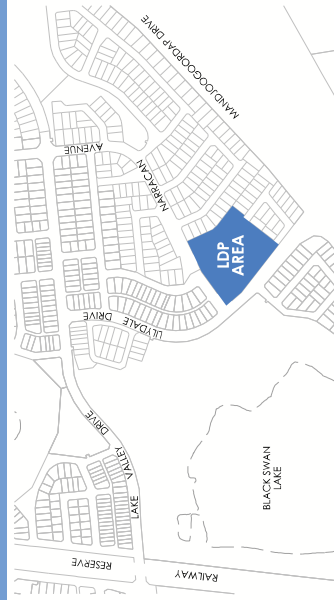 MANDJOOGOORDAP DRIVE
AVENUE
NARRACAN
LDP
AREA
LILYDALE DRIVE
LAKE VALLEY DRIVE
BLACK SWAN
LAKE
RAILWAY RESERVE